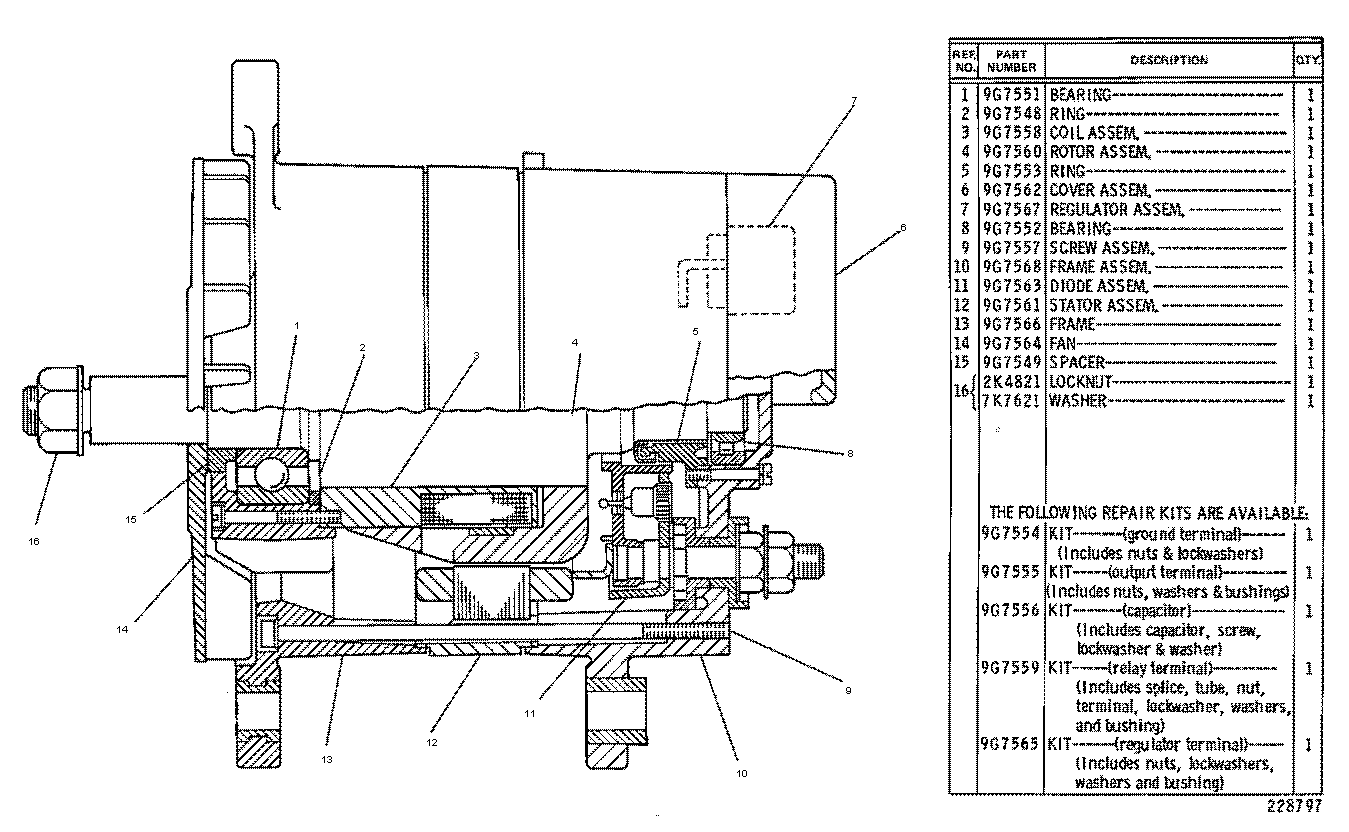 7
6
1
2
3
4
5
8
15
16
14
9
11
12
13
10
REF. NO. PART NUMBER DESCRIPTION QTY.
1 9G7551 BEARING 1
2 9G7548 RING 1
3 9G7558 COIL ASSEM. 1
4 9G7560 ROTOR ASSEM. 1
5 9G7553 RING 1
6 9G7562 COVER ASSEM. 1
7 9G7567 REGULATOR ASSEM. 1
8 9G7552 BEARING 1
9 9G7557 SCREW ASSEM. 1
10 9G7568 FRAME ASSEM. 1
11 9G7563 DIODE ASSEM. 1
12 9G7561 STATOR ASSEM. 1
13 9G7566 FRAME 1
14 9G7564 FAN 1
15 9G7549 SPACER 1
16{ 2K4821 LOCKNUT 1
7K7621 WASHER 1
THE FOLLOWING REPAIR KITS ARE AVAILABLE:
9G7554 KIT-----(ground terminal)----- 1
(Includes nuts & lockwashers)
9G7555 KIT-----(output terminal)----- 1
(Includes nuts, washers & bushings)
9G7556 KIT-----(capacitor)----- 1
(Includes capacitor, screw,
lockwasher & washer)
9G7559 KIT-----(relay terminal)----- 1
(Includes splice, tube, nut,
terminal, lockwasher, washers,
and bushing)
9G7565 KIT-----(regulator terminal)----- 1
(Includes nuts, lockwashers,
washers and bushing)
228797